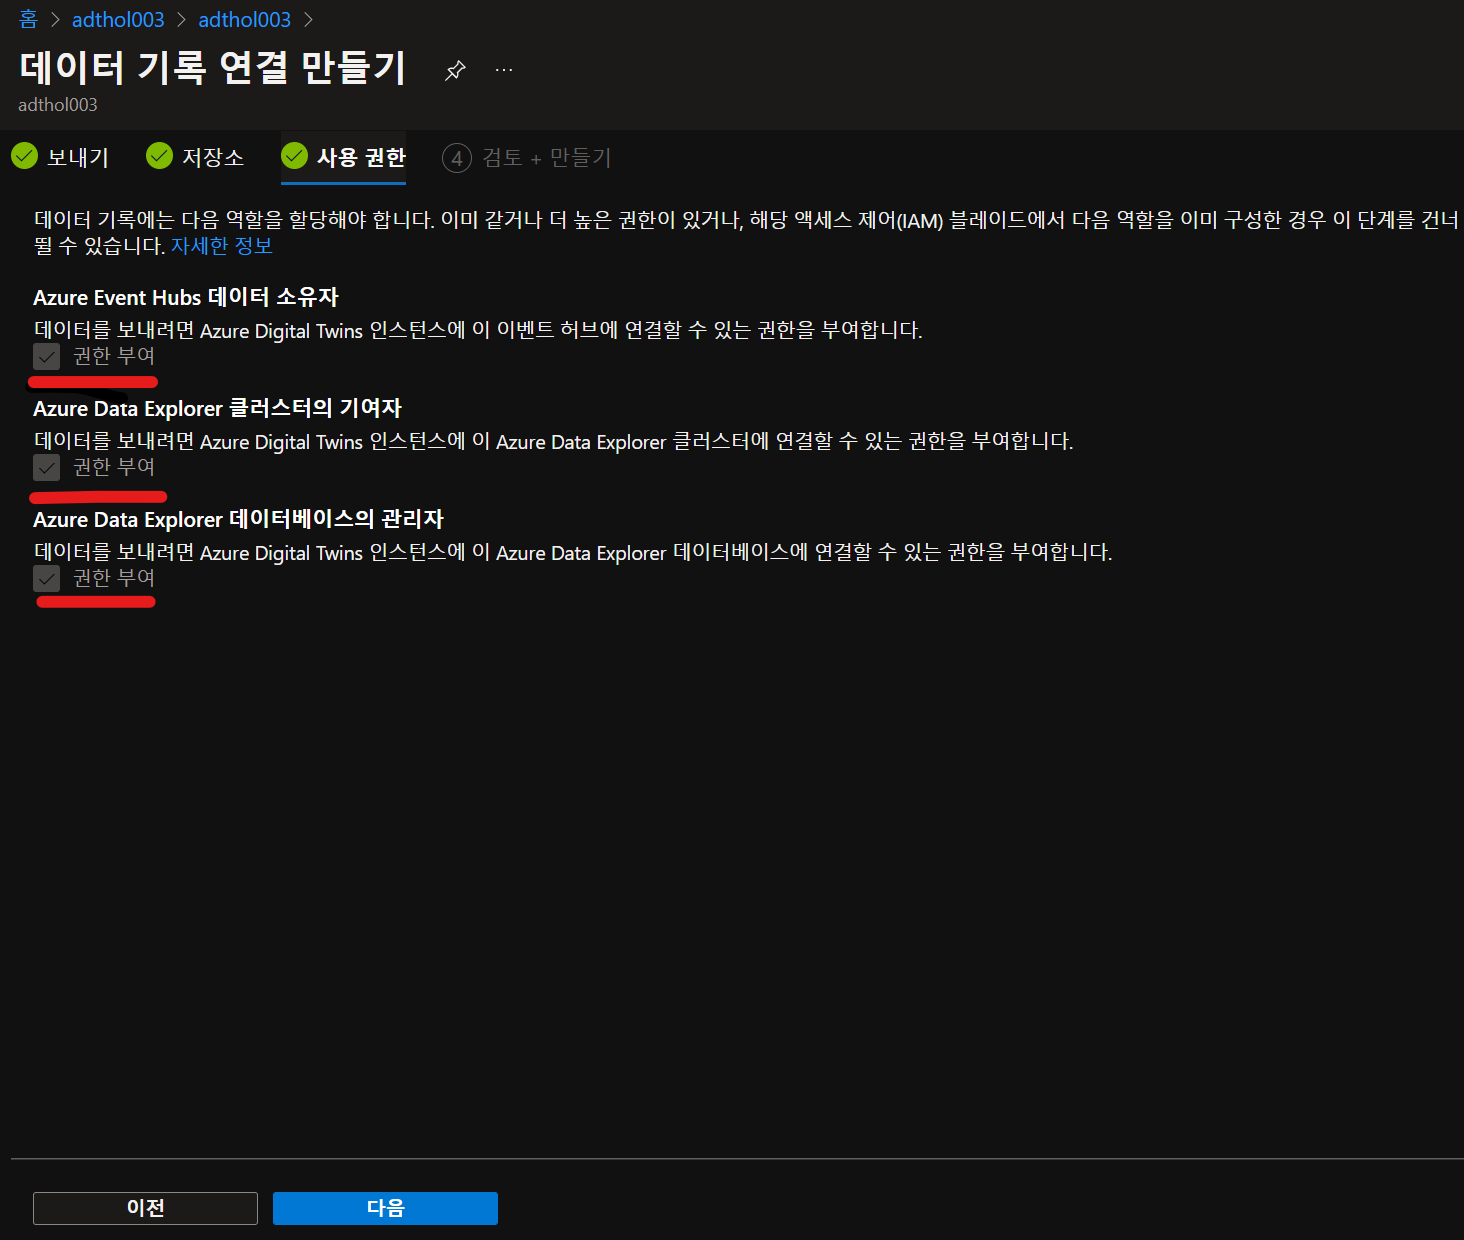 홈 > adthol003 > adthol003 >
데이터 기록 연결 만들기 ...
adthol003
보내기 저장소 사용 권한 4 검토 + 만들기
데이터 기록에는 다음 역할을 할당해야 합니다. 이미 같거나 더 높은 권한이 있거나, 해당 액세스 제어(IAM) 블레이드에서 다음 역할을 이미 구성한 경우 이 단계를 건너
뛸 수 있습니다. 자세한 정보
Azure Event Hubs 데이터 소유자
데이터를 보내려면 Azure Digital Twins 인스턴스에 이 이벤트 허브에 연결할 수 있는 권한을 부여합니다.
권한 부여
Azure Data Explorer 클러스터의 기여자
데이터를 보내려면 Azure Digital Twins 인스턴스에 이 Azure Data Explorer 클러스터에 연결할 수 있는 권한을 부여합니다.
권한 부여
Azure Data Explorer 데이터베이스의 관리자
데이터를 보내려면 Azure Digital Twins 인스턴스에 이 Azure Data Explorer 데이터베이스에 연결할 수 있는 권한을 부여합니다.
권한 부여
이전 다음